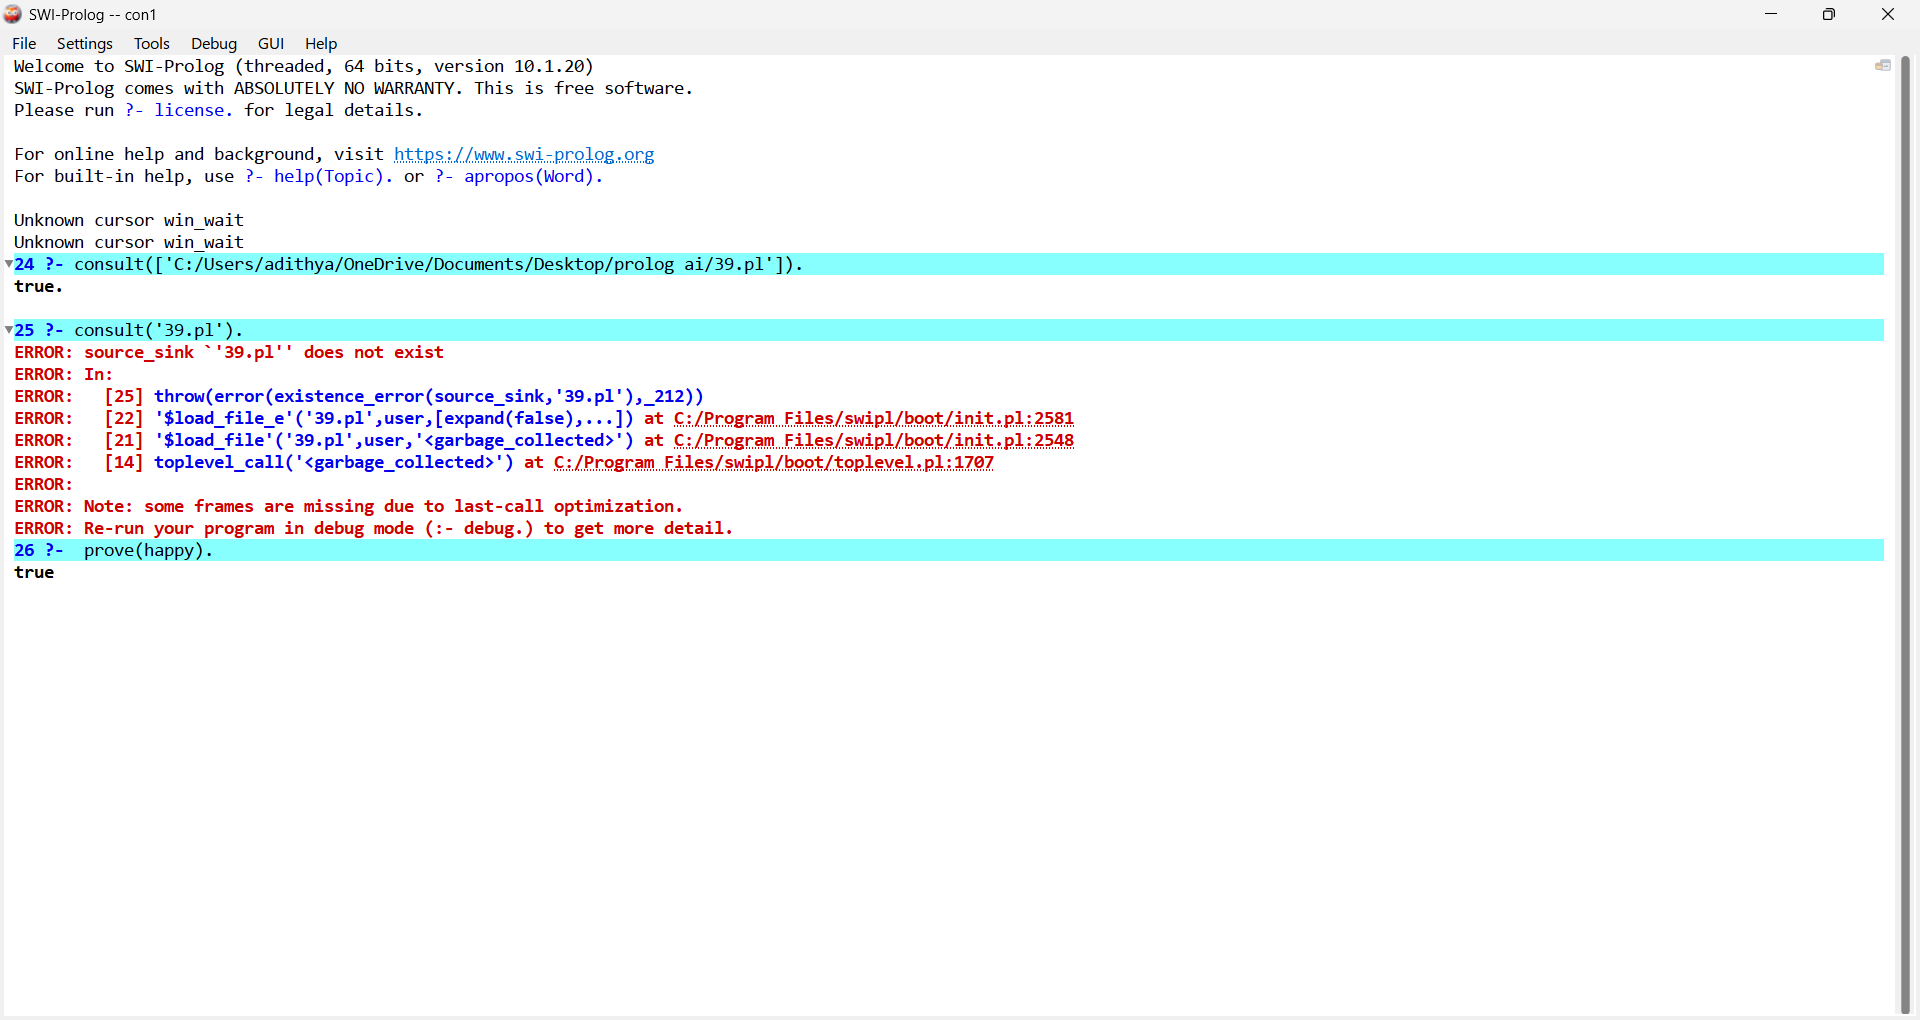 SWI-Prolog -- con1
File Settings Tools Debug GUI Help
Welcome to SWI-Prolog (threaded, 64 bits, version 10.1.20)
SWI-Prolog comes with ABSOLUTELY NO WARRANTY. This is free software.
Please run ?- license. for legal details.
For online help and background, visit https://www.swi-prolog.org
For built-in help, use ?- help(Topic). or ?- apropos(Word).
Unknown cursor win_wait
Unknown cursor win_wait
24 ?- consult(['C:/Users/adithya/OneDrive/Documents/Desktop/prolog ai/39.pl']).
true.
25 ?- consult('39.pl').
ERROR: source_sink `'39.pl'' does not exist
ERROR: In:
ERROR:   [25] throw(error(existence_error(source_sink,'39.pl'),_212))
ERROR:   [22] '$load_file_e'('39.pl',user,[expand(false),...]) at C:/Program Files/swipl/boot/init.pl:2581
ERROR:   [21] '$load_file'('39.pl',user,'<garbage_collected>') at C:/Program Files/swipl/boot/init.pl:2548
ERROR:   [14] toplevel_call('<garbage_collected>') at C:/Program Files/swipl/boot/toplevel.pl:1707
ERROR:
ERROR: Note: some frames are missing due to last-call optimization.
ERROR: Re-run your program in debug mode (:- debug.) to get more detail.
26 ?-  prove(happy).
true